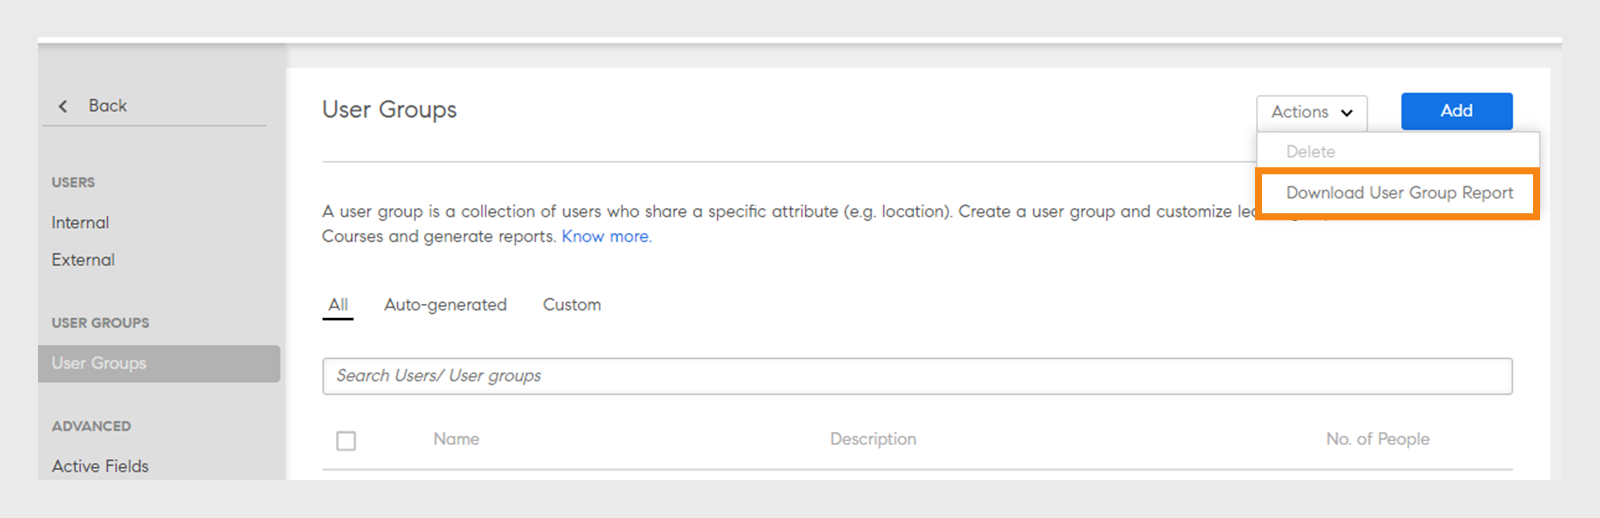 Back
User Groups
Actions
Add
Delete
Download User Group Report
USERS
Internal
External
USER GROUPS
User Groups
ADVANCED
Active Fields
A user group is a collection of users who share a specific attribute (e.g. location). Create a user group and customize
Courses and generate reports. Know more.
All Auto-generated Custom
Search Users/ User groups
Name Description No. of People